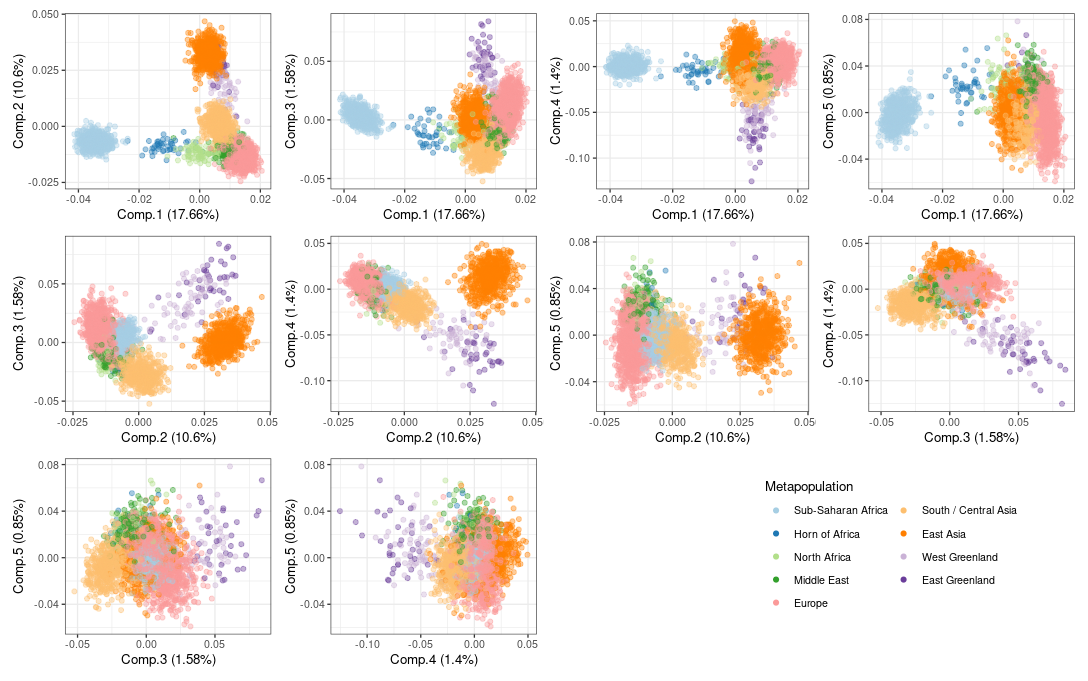 0.050
0.025
0.000
-0.025
-0.04
-0.02
0.00
0.02
Comp.2 (10.6%)
Comp.1 (17.66%)
0.05
0.00
-0.05
-0.04
-0.02
0.00
0.02
Comp.3 (1.58%)
Comp.1 (17.66%)
0.05
0.00
-0.05
-0.10
-0.04
-0.02
0.00
0.02
Comp.4 (1.4%)
Comp.1 (17.66%)
0.08
0.04
0.00
-0.04
-0.04
-0.02
0.00
0.02
Comp.5 (0.85%)
Comp.1 (17.66%)
0.05
0.00
-0.05
-0.025
0.000
0.025
0.050
Comp.3 (1.58%)
Comp.2 (10.6%)
0.05
0.00
-0.05
-0.10
-0.025
0.000
0.025
0.05
Comp.4 (1.4%)
Comp.2 (10.6%)
0.08
0.04
0.00
-0.04
-0.025
0.000
0.025
0.050
Comp.5 (0.85%)
Comp.2 (10.6%)
0.05
0.00
-0.05
-0.10
-0.05
0.00
0.05
Comp.4 (1.4%)
Comp.3 (1.58%)
0.08
0.04
0.00
-0.04
-0.05
0.00
0.05
Comp.5 (0.85%)
Comp.3 (1.58%)
0.08
0.04
0.00
-0.04
-0.10
-0.05
0.00
0.05
Comp.5 (0.85%)
Comp.4 (1.4%)
Metapopulation
Sub-Saharan Africa
Horn of Africa
North Africa
Middle East
Europe
South / Central Asia
East Asia
West Greenland
East Greenland